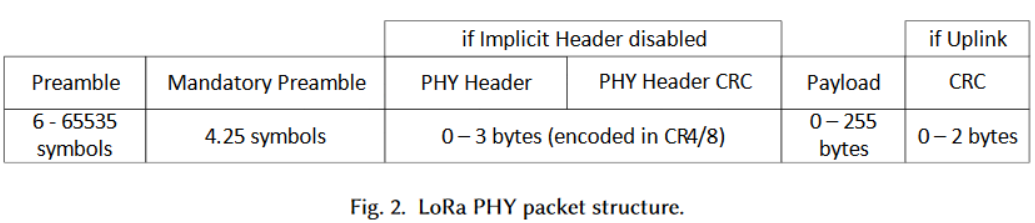 if Implicit Header disabled
if Uplink
Preamble
Mandatory Preamble
PHY Header
PHY Header CRC
Payload
CRC
6 - 65535
symbols
4.25 symbols
0 – 3 bytes (encoded in CR4/8)
0 – 255
bytes
0 – 2 bytes
Fig. 2. LoRa PHY packet structure.